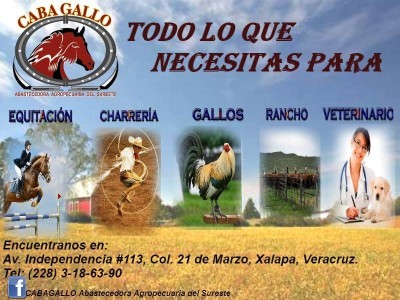 CABAGALLO
ABASTECEDORA AGROPECUARIA DEL SURESTE
TODO LO QUE
NECESITAS PARA
EQUITACIÓN CHARRERÍA GALLOS RANCHO VETERINARIO
Encuentranos en:
Av. Independencia #113, Col. 21 de Marzo, Xalapa, Veracruz.
Tel: (228) 3-18-63-90
f CABAGALLO Abastecedora Agropecuaria del Sureste